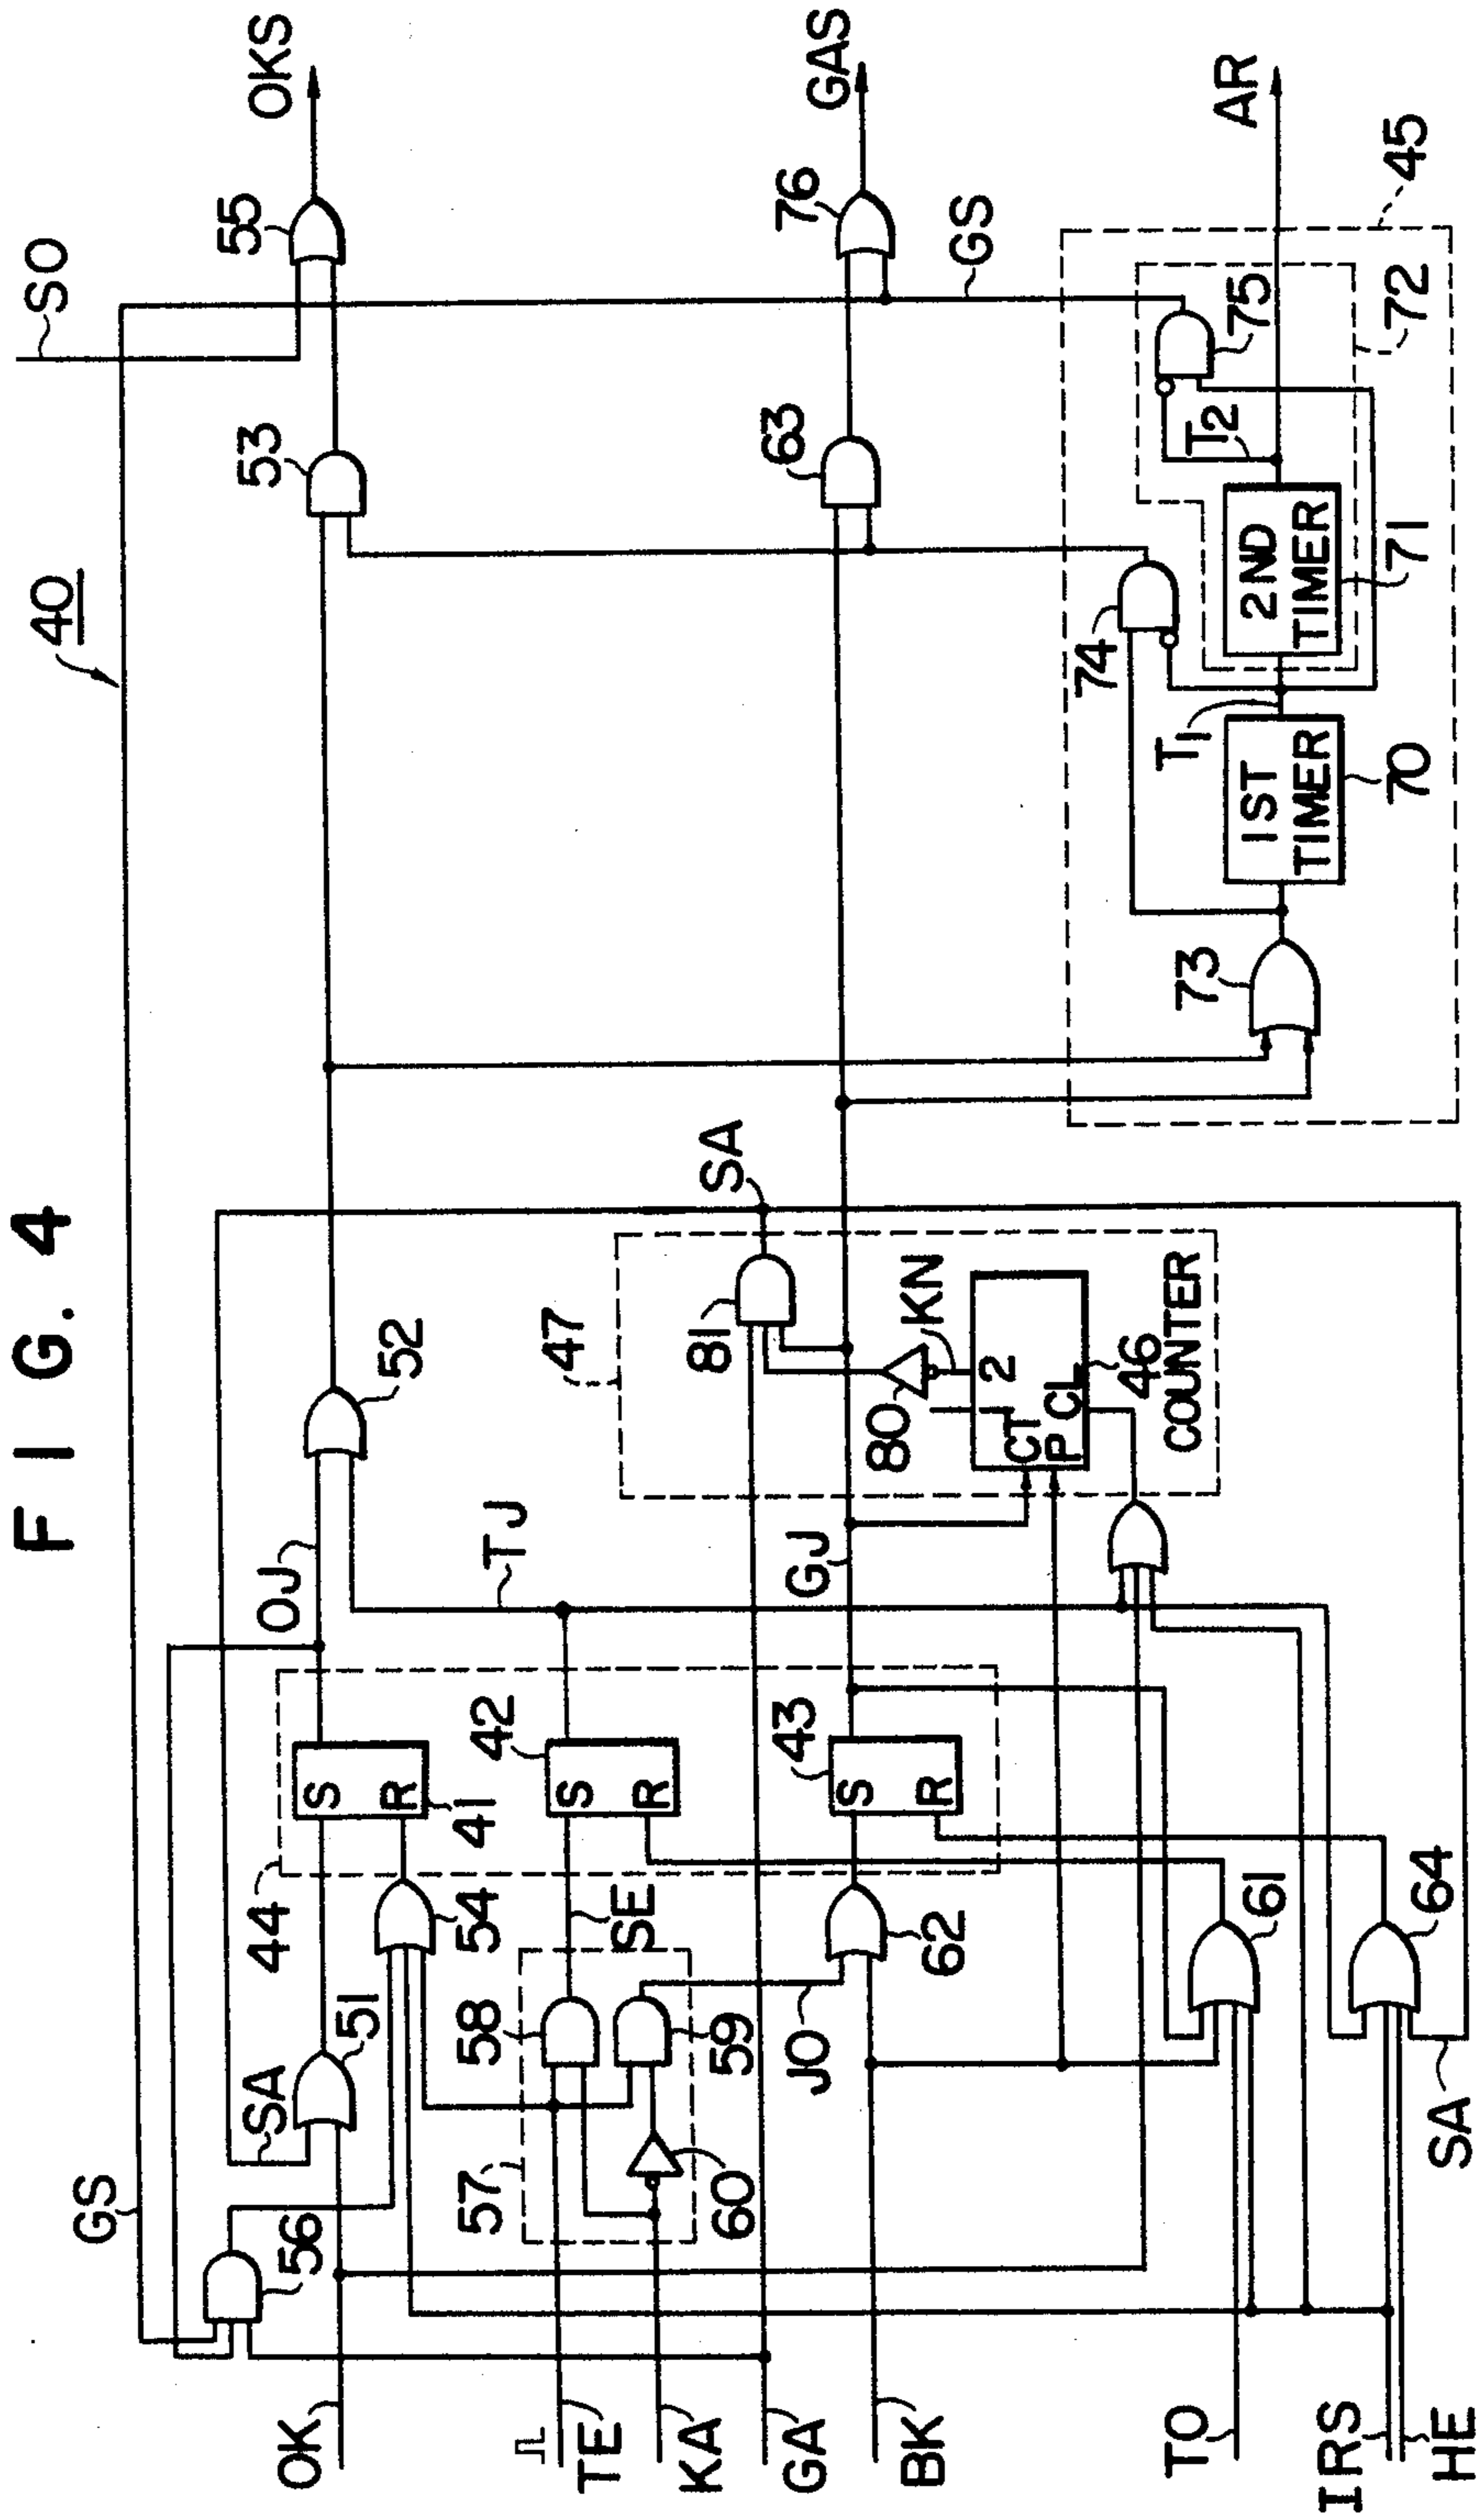 FIG. 4
40
SO
OKS
55
53
GS
56
SA
51
OK
54
44
S
R
41
OJ
52
TJ
57
58
SE
59
60
TE
KA
42
S
R
GA
JO
62
BK
43
S
R
GJ
47
81
SA
80
KN
1
2
CT
P
CL
46
COUNTER
63
76
GAS
GS
61
64
TO
IRS
HE
SA
73
74
T1
1ST
TIMER
70
2ND
TIMER
71
T2
75
72
AR
45